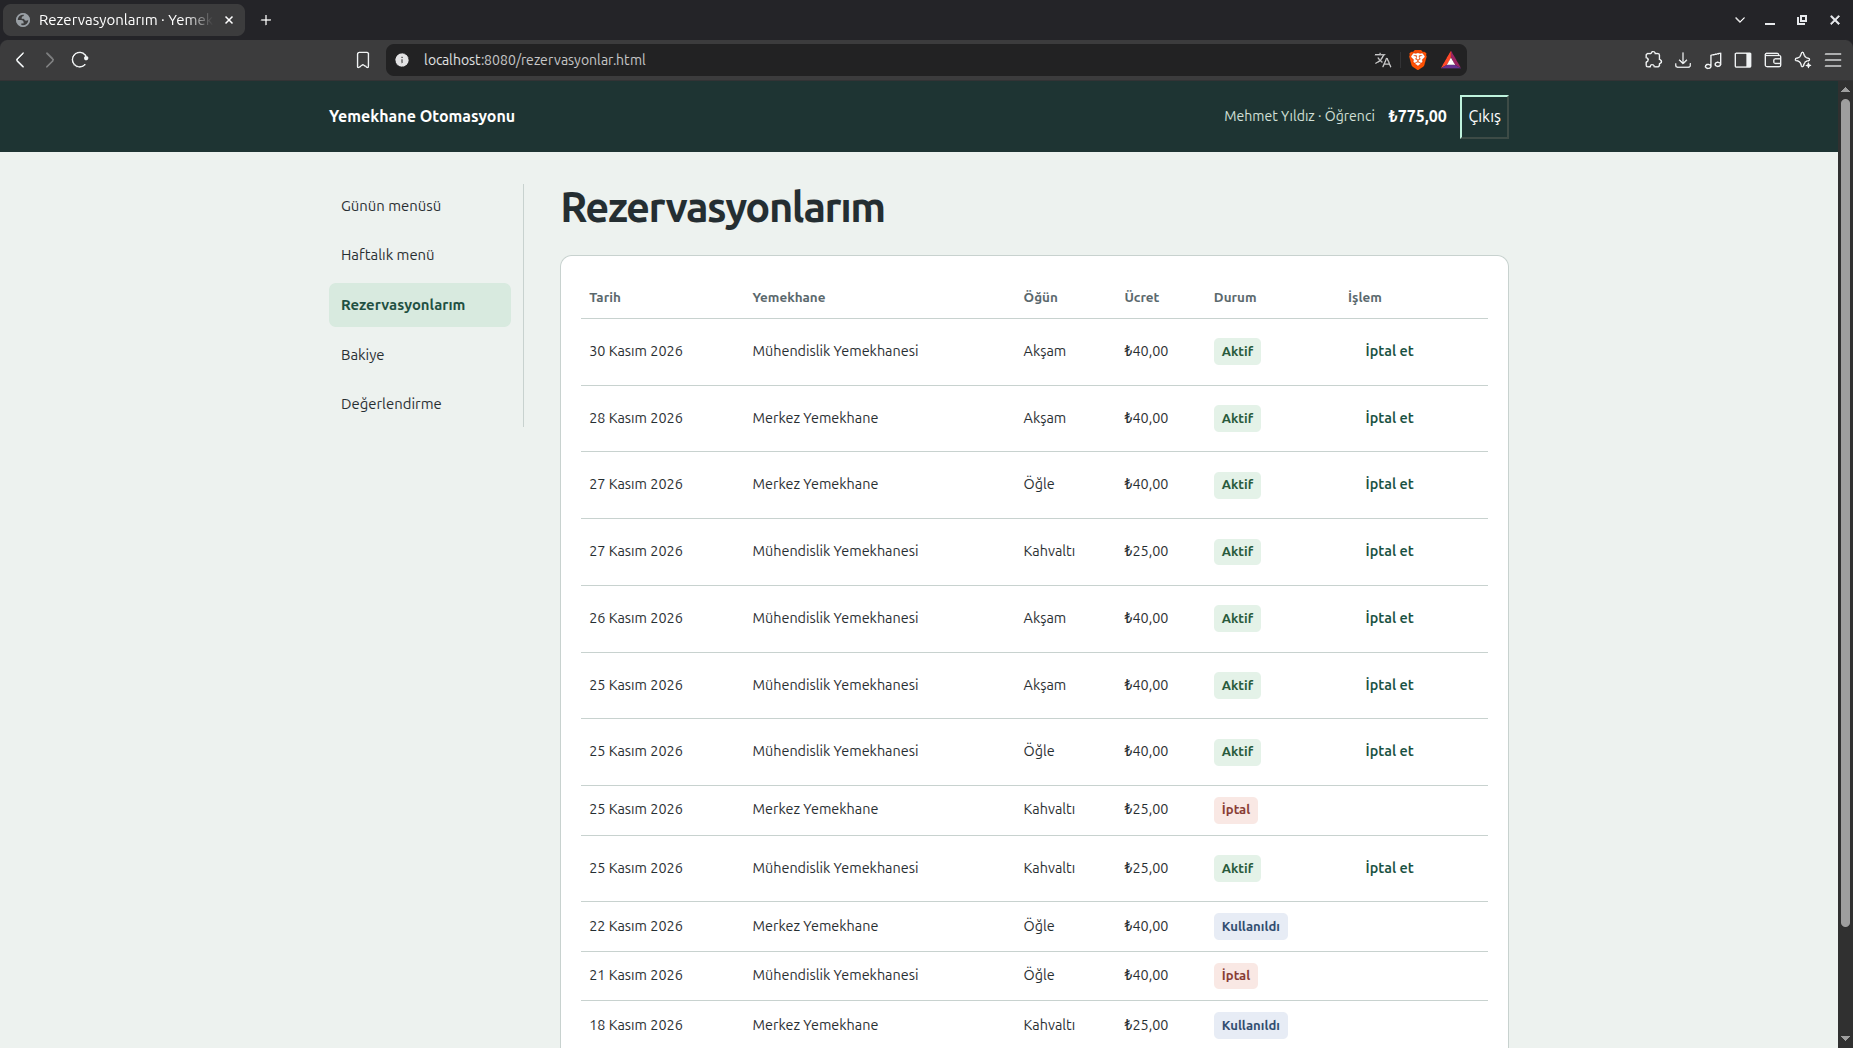 Rezervasyonlarım · Yemek
localhost:8080/rezervasyonlar.html
Yemekhane Otomasyonu
Mehmet Yıldız · Öğrenci ₺775,00 Çıkış
Günün menüsü
Haftalık menü
Rezervasyonlarım
Bakiye
Değerlendirme
Rezervasyonlarım
Tarih Yemekhane Öğün Ücret Durum İşlem
30 Kasım 2026 Mühendislik Yemekhanesi Akşam ₺40,00 Aktif İptal et
28 Kasım 2026 Merkez Yemekhane Akşam ₺40,00 Aktif İptal et
27 Kasım 2026 Merkez Yemekhane Öğle ₺40,00 Aktif İptal et
27 Kasım 2026 Mühendislik Yemekhanesi Kahvaltı ₺25,00 Aktif İptal et
26 Kasım 2026 Mühendislik Yemekhanesi Akşam ₺40,00 Aktif İptal et
25 Kasım 2026 Mühendislik Yemekhanesi Akşam ₺40,00 Aktif İptal et
25 Kasım 2026 Mühendislik Yemekhanesi Öğle ₺40,00 Aktif İptal et
25 Kasım 2026 Merkez Yemekhane Kahvaltı ₺25,00 İptal
25 Kasım 2026 Mühendislik Yemekhanesi Kahvaltı ₺25,00 Aktif İptal et
22 Kasım 2026 Merkez Yemekhane Öğle ₺40,00 Kullanıldı
21 Kasım 2026 Mühendislik Yemekhanesi Öğle ₺40,00 İptal
18 Kasım 2026 Merkez Yemekhane Kahvaltı ₺25,00 Kullanıldı